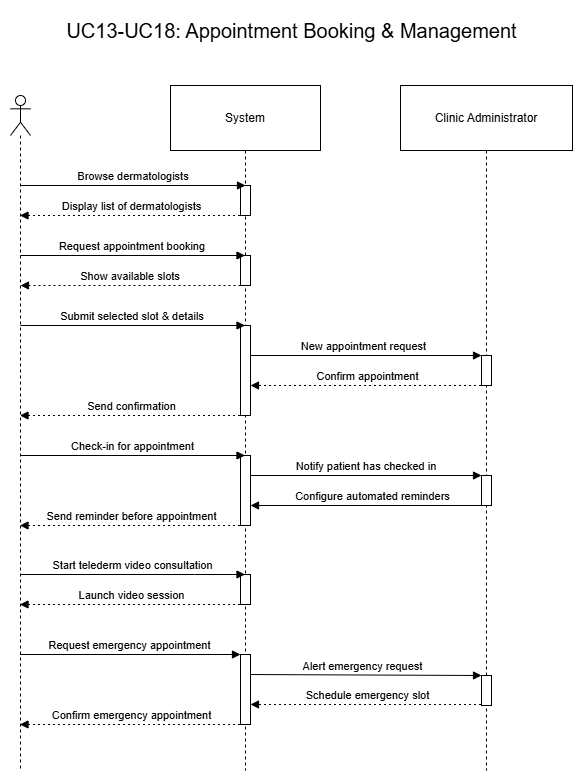 UC13-UC18: Appointment Booking & Management
System
Clinic Administrator
Browse dermatologists
Display list of dermatologists
Request appointment booking
Show available slots
Submit selected slot & details
New appointment request
Confirm appointment
Send confirmation
Check-in for appointment
Notify patient has checked in
Configure automated reminders
Send reminder before appointment
Start telederm video consultation
Launch video session
Request emergency appointment
Alert emergency request
Schedule emergency slot
Confirm emergency appointment